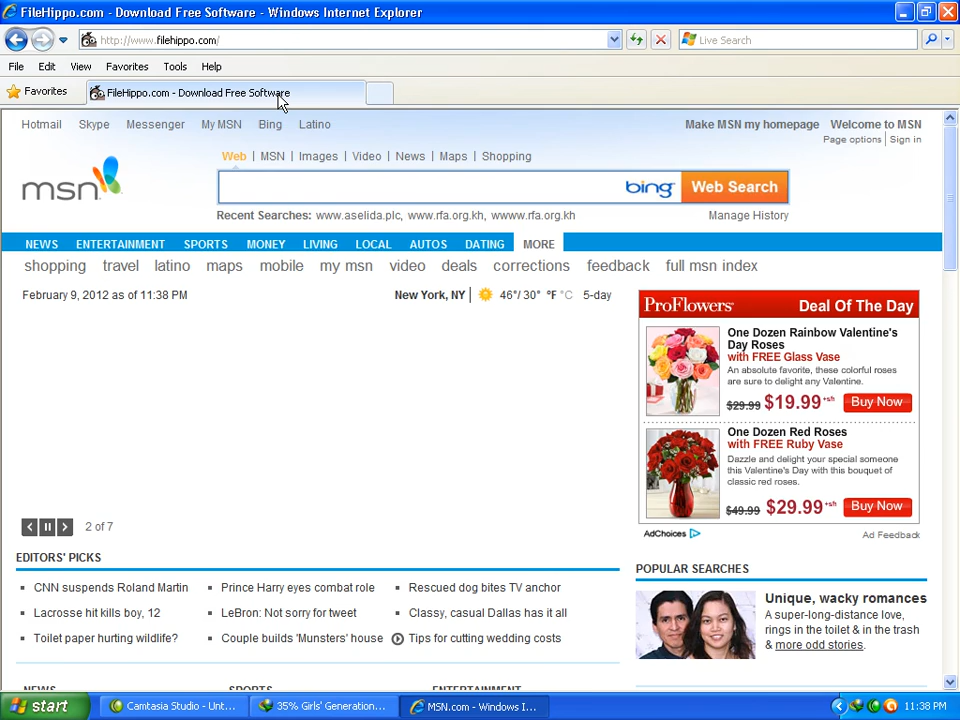 FileHippo.com - Download Free Software - Windows Internet Explorer
http://www.filehippo.com/
Live Search
File Edit View Favorites Tools Help
Favorites FileHippo.com - Download Free Software
Hotmail Skype Messenger My MSN Bing Latino Make MSN my homepage Welcome to MSN
Page options Sign in
Web MSN Images Video News Maps Shopping
msn
bing Web Search
Recent Searches: www.aselida.plc, www.rfa.org.kh, wwww.rfa.org.kh Manage History
NEWS ENTERTAINMENT SPORTS MONEY LIVING LOCAL AUTOS DATING MORE
shopping travel latino maps mobile my msn video deals corrections feedback full msn index
February 9, 2012 as of 11:38 PM New York, NY 46°/ 30° °F °C 5-day
ProFlowers Deal Of The Day
One Dozen Rainbow Valentine's
Day Roses
with FREE Glass Vase
An absolute favorite, these colorful roses
are sure to delight any Valentine.
$29.99 $19.99 +sh Buy Now
One Dozen Red Roses
with FREE Ruby Vase
Dazzle and delight your special someone
this Valentine's Day with this bouquet of
classic red roses.
$49.99 $29.99 +sh Buy Now
AdChoices Ad Feedback
2 of 7
EDITORS' PICKS
CNN suspends Roland Martin Prince Harry eyes combat role Rescued dog bites TV anchor
Lacrosse hit kills boy, 12 LeBron: Not sorry for tweet Classy, casual Dallas has it all
Toilet paper hurting wildlife? Couple builds 'Munsters' house Tips for cutting wedding costs
POPULAR SEARCHES
Unique, wacky romances
A super-long-distance love,
rings in the toilet & in the trash
& more odd stories.
NEWS SPORTS ENTERTAINMENT
start Camtasia Studio - Unt... 35% Girls' Generation... MSN.com - Windows I... 11:38 PM